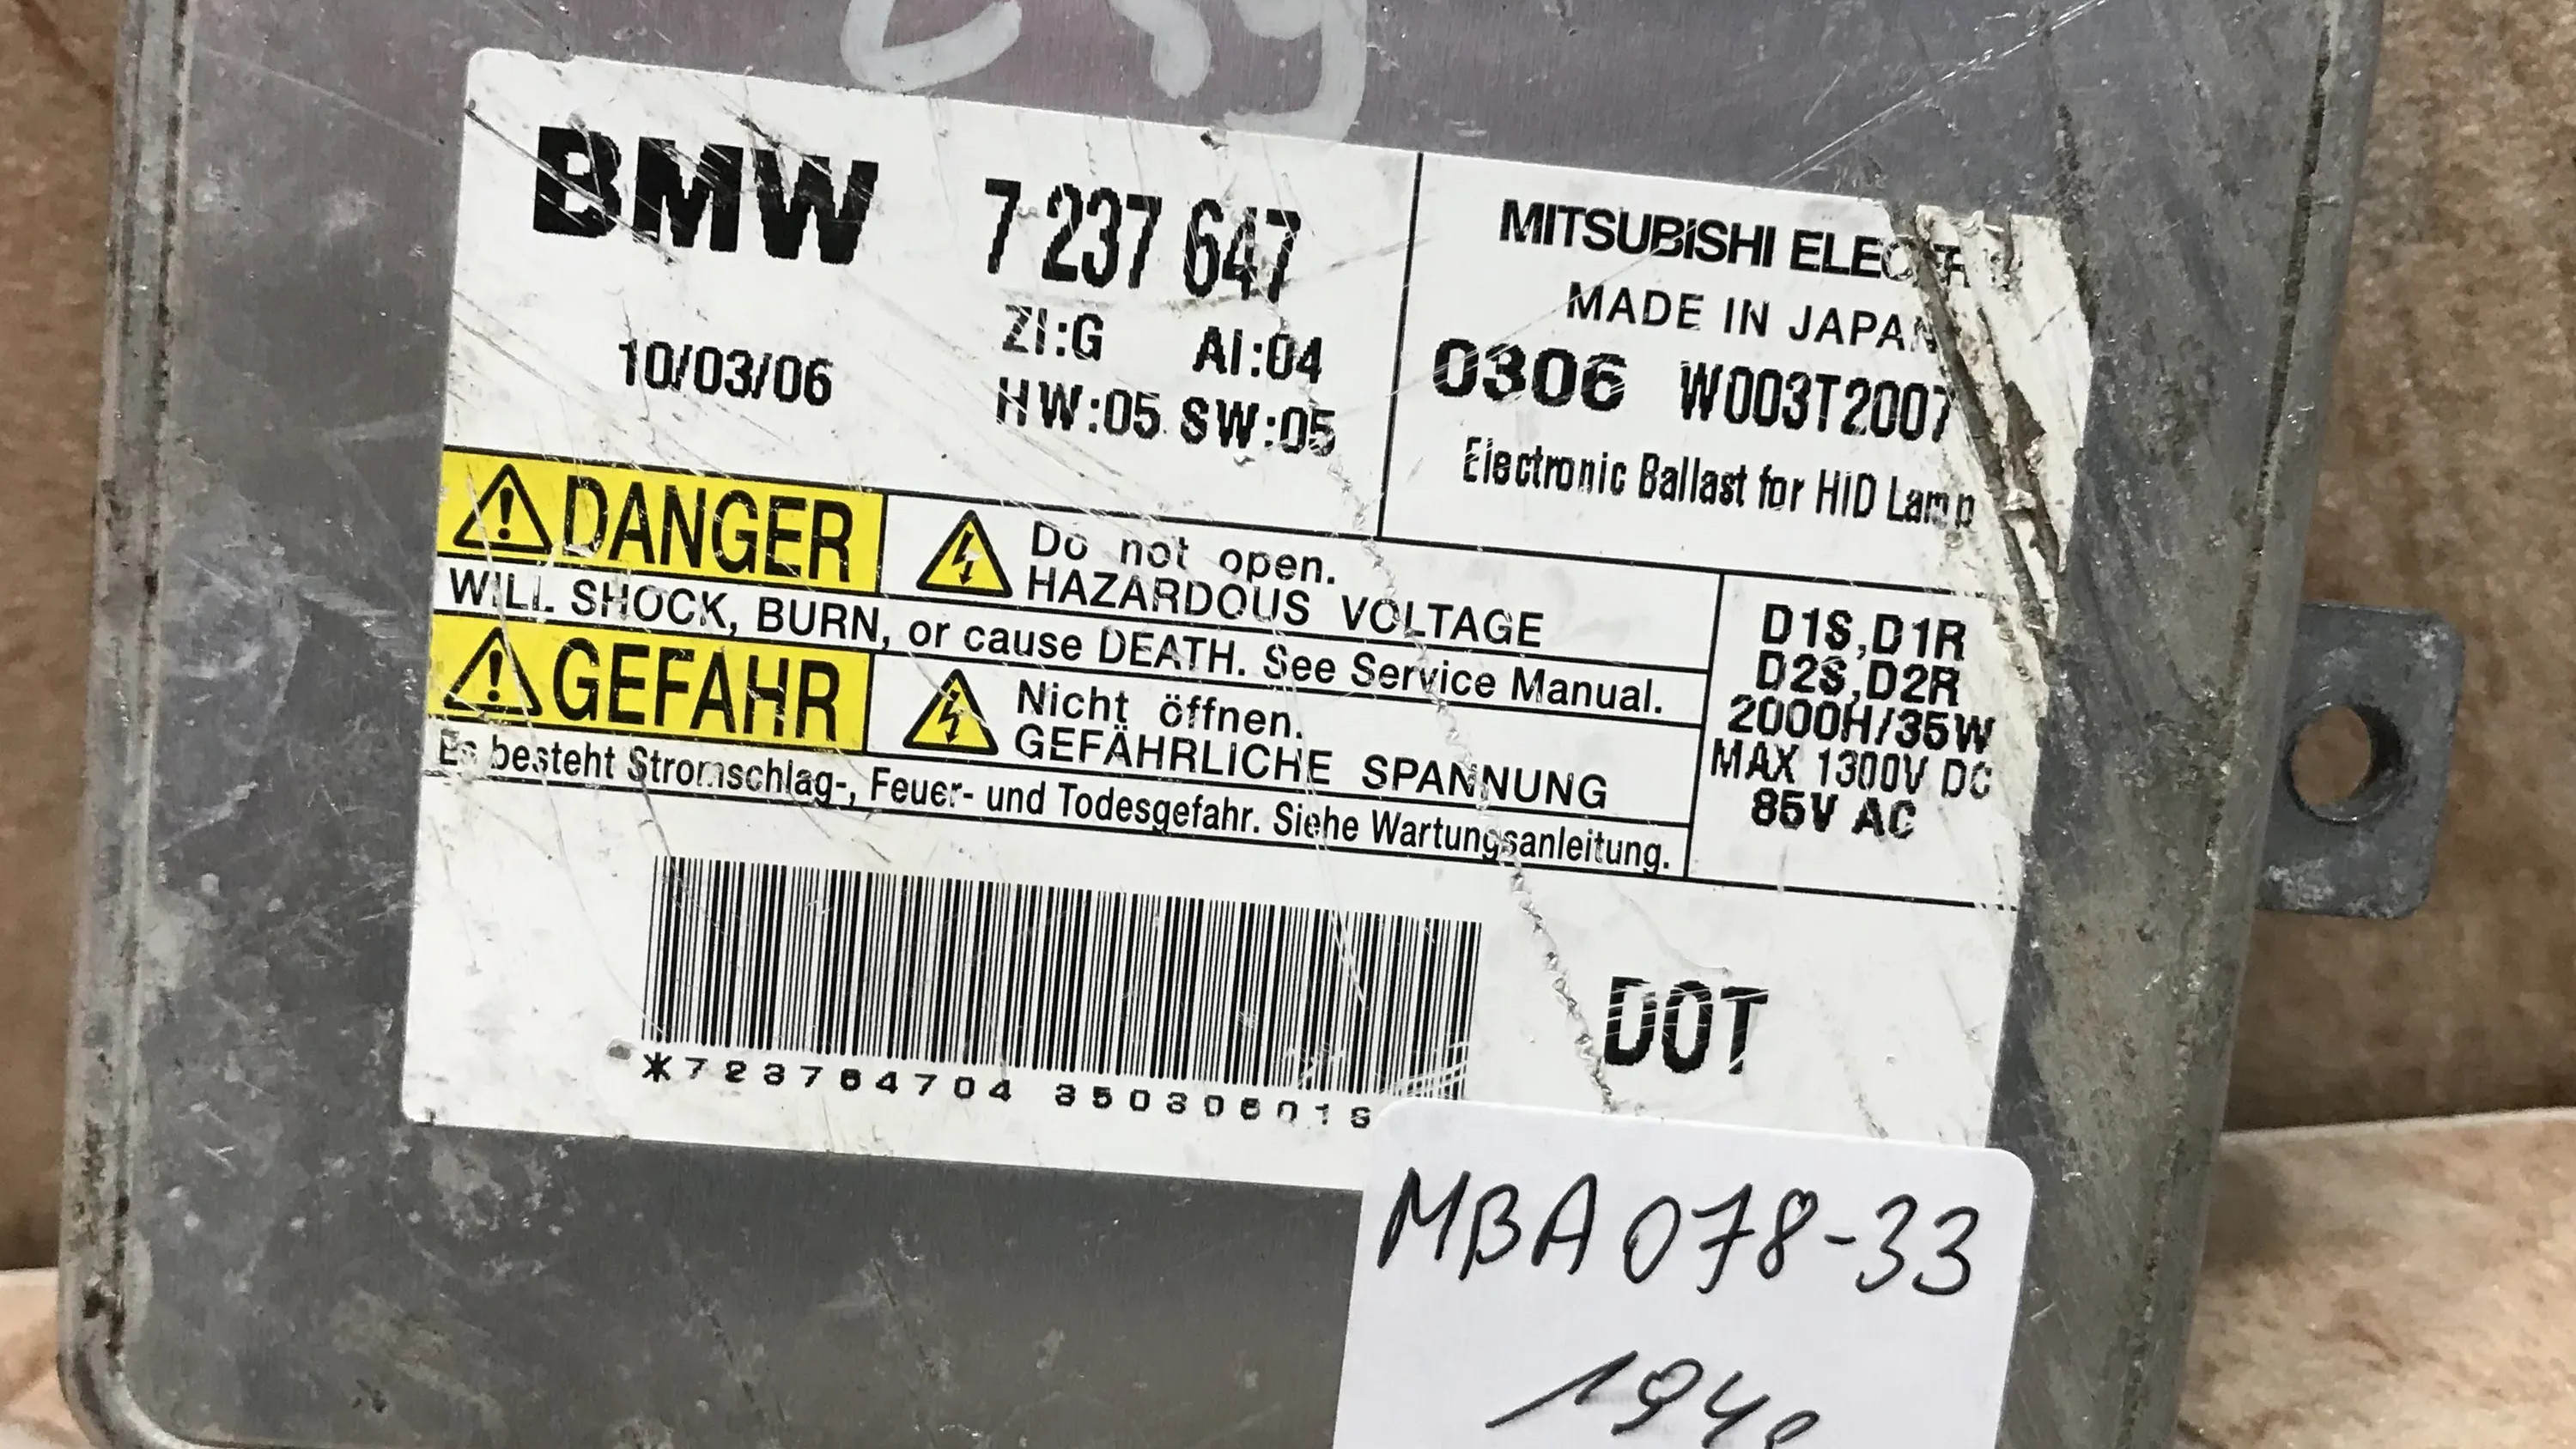 BMW 7 237 647
10/03/06
ZI:G AI:04
HW:05 SW:05
MITSUBISHI ELECTRIC
MADE IN JAPAN
0306 W003T2007
Electronic Ballast for HID Lamp
DANGER
Do not open.
HAZARDOUS VOLTAGE
WILL SHOCK, BURN, or cause DEATH. See Service Manual.
GEFAHR
Nicht öffnen.
GEFÄHRLICHE SPANNUNG
Es besteht Stromschlag-, Feuer- und Todesgefahr. Siehe Wartungsanleitung.
D1S,D1R
D2S,D2R
2000H/35W
MAX 1300V DC
85V AC
*723764704
DOT
MBA078-33